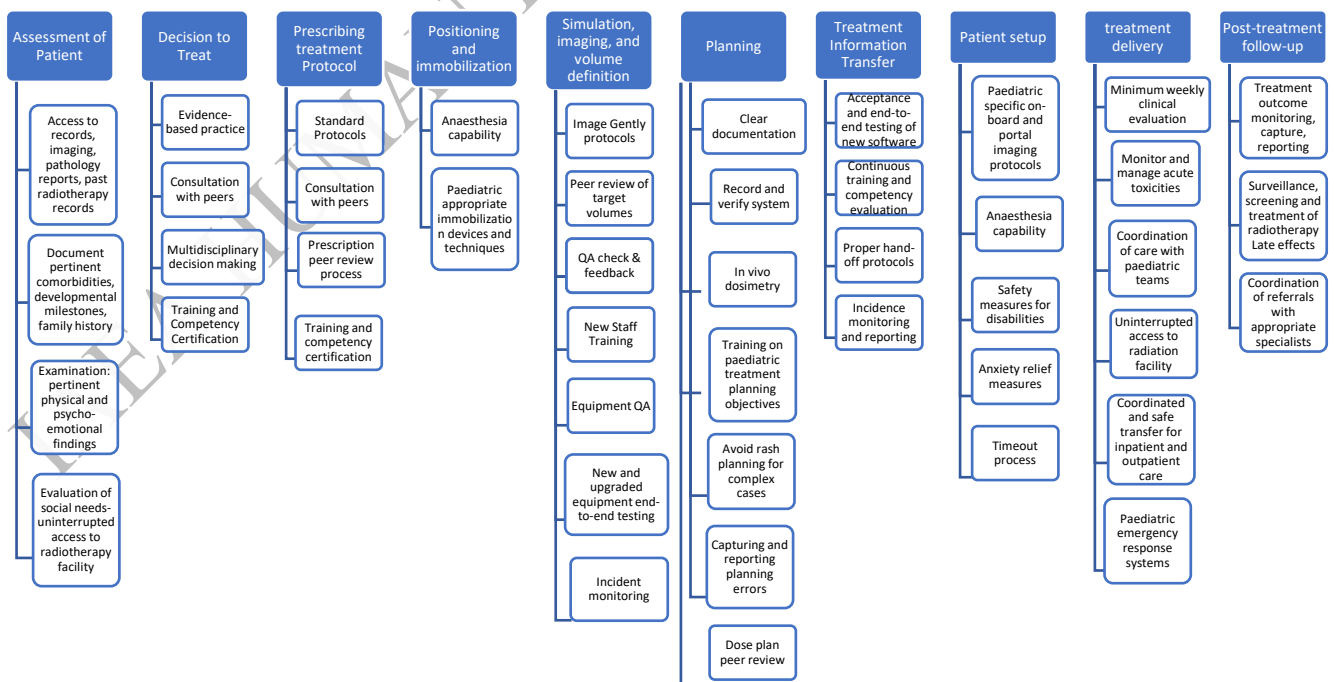 Assessment of
Patient
Access to
records,
imaging,
pathology
reports, past
radiotherapy
records
Document
pertinent
comorbidities,
developmental
milestones,
family history
Examination:
pertinent
physical and
psycho-
emotional
findings
Evaluation of
social needs-
uninterrupted
access to
radiotherapy
facility
Decision to
Treat
Evidence-
based practice
Consultation
with peers
Multidisciplinary
decision making
Training and
Competency
Certification
Prescribing
treatment
Protocol
Standard
Protocols
Consultation
with peers
Prescription
peer review
process
Training and
competency
certification
Positioning
and
immobilization
Anaesthesia
capability
Paediatric
appropriate
immobilizatio
n devices and
techniques
Simulation,
imaging, and
volume
definition
Image Gently
protocols
Peer review of
target
volumes
QA check &
feedback
New Staff
Training
Equipment QA
New and
upgraded
equipment end-
to-end testing
Incident
monitoring
Planning
Clear
documentation
Record and
verify system
In vivo
dosimetry
Training on
paediatric
treatment
planning
objectives
Avoid rash
planning for
complex
cases
Capturing and
reporting
planning
errors
Dose plan
peer review
Treatment
Information
Transfer
Acceptance
and end-to-
end testing of
new software
Continuous
training and
competency
evaluation
Proper hand-
off protocols
Incidence
monitoring
and reporting
Patient setup
Paediatric
specific on-
board and
portal
imaging
protocols
Anaesthesia
capability
Safety
measures for
disabilities
Anxiety relief
measures
Timeout
process
treatment
delivery
Minimum weekly
clinical
evaluation
Monitor and
manage acute
toxicities
Coordination
of care with
paediatric
teams
Uninterrupted
access to
radiation
facility
Coordinated
and safe
transfer for
inpatient and
outpatient
care
Paediatric
emergency
response
systems
Post-treatment
follow-up
Treatment
outcome
monitoring,
capture,
reporting
Surveillance,
screening and
treatment of
radiotherapy
Late effects
Coordination
of referrals
with
appropriate
specialists